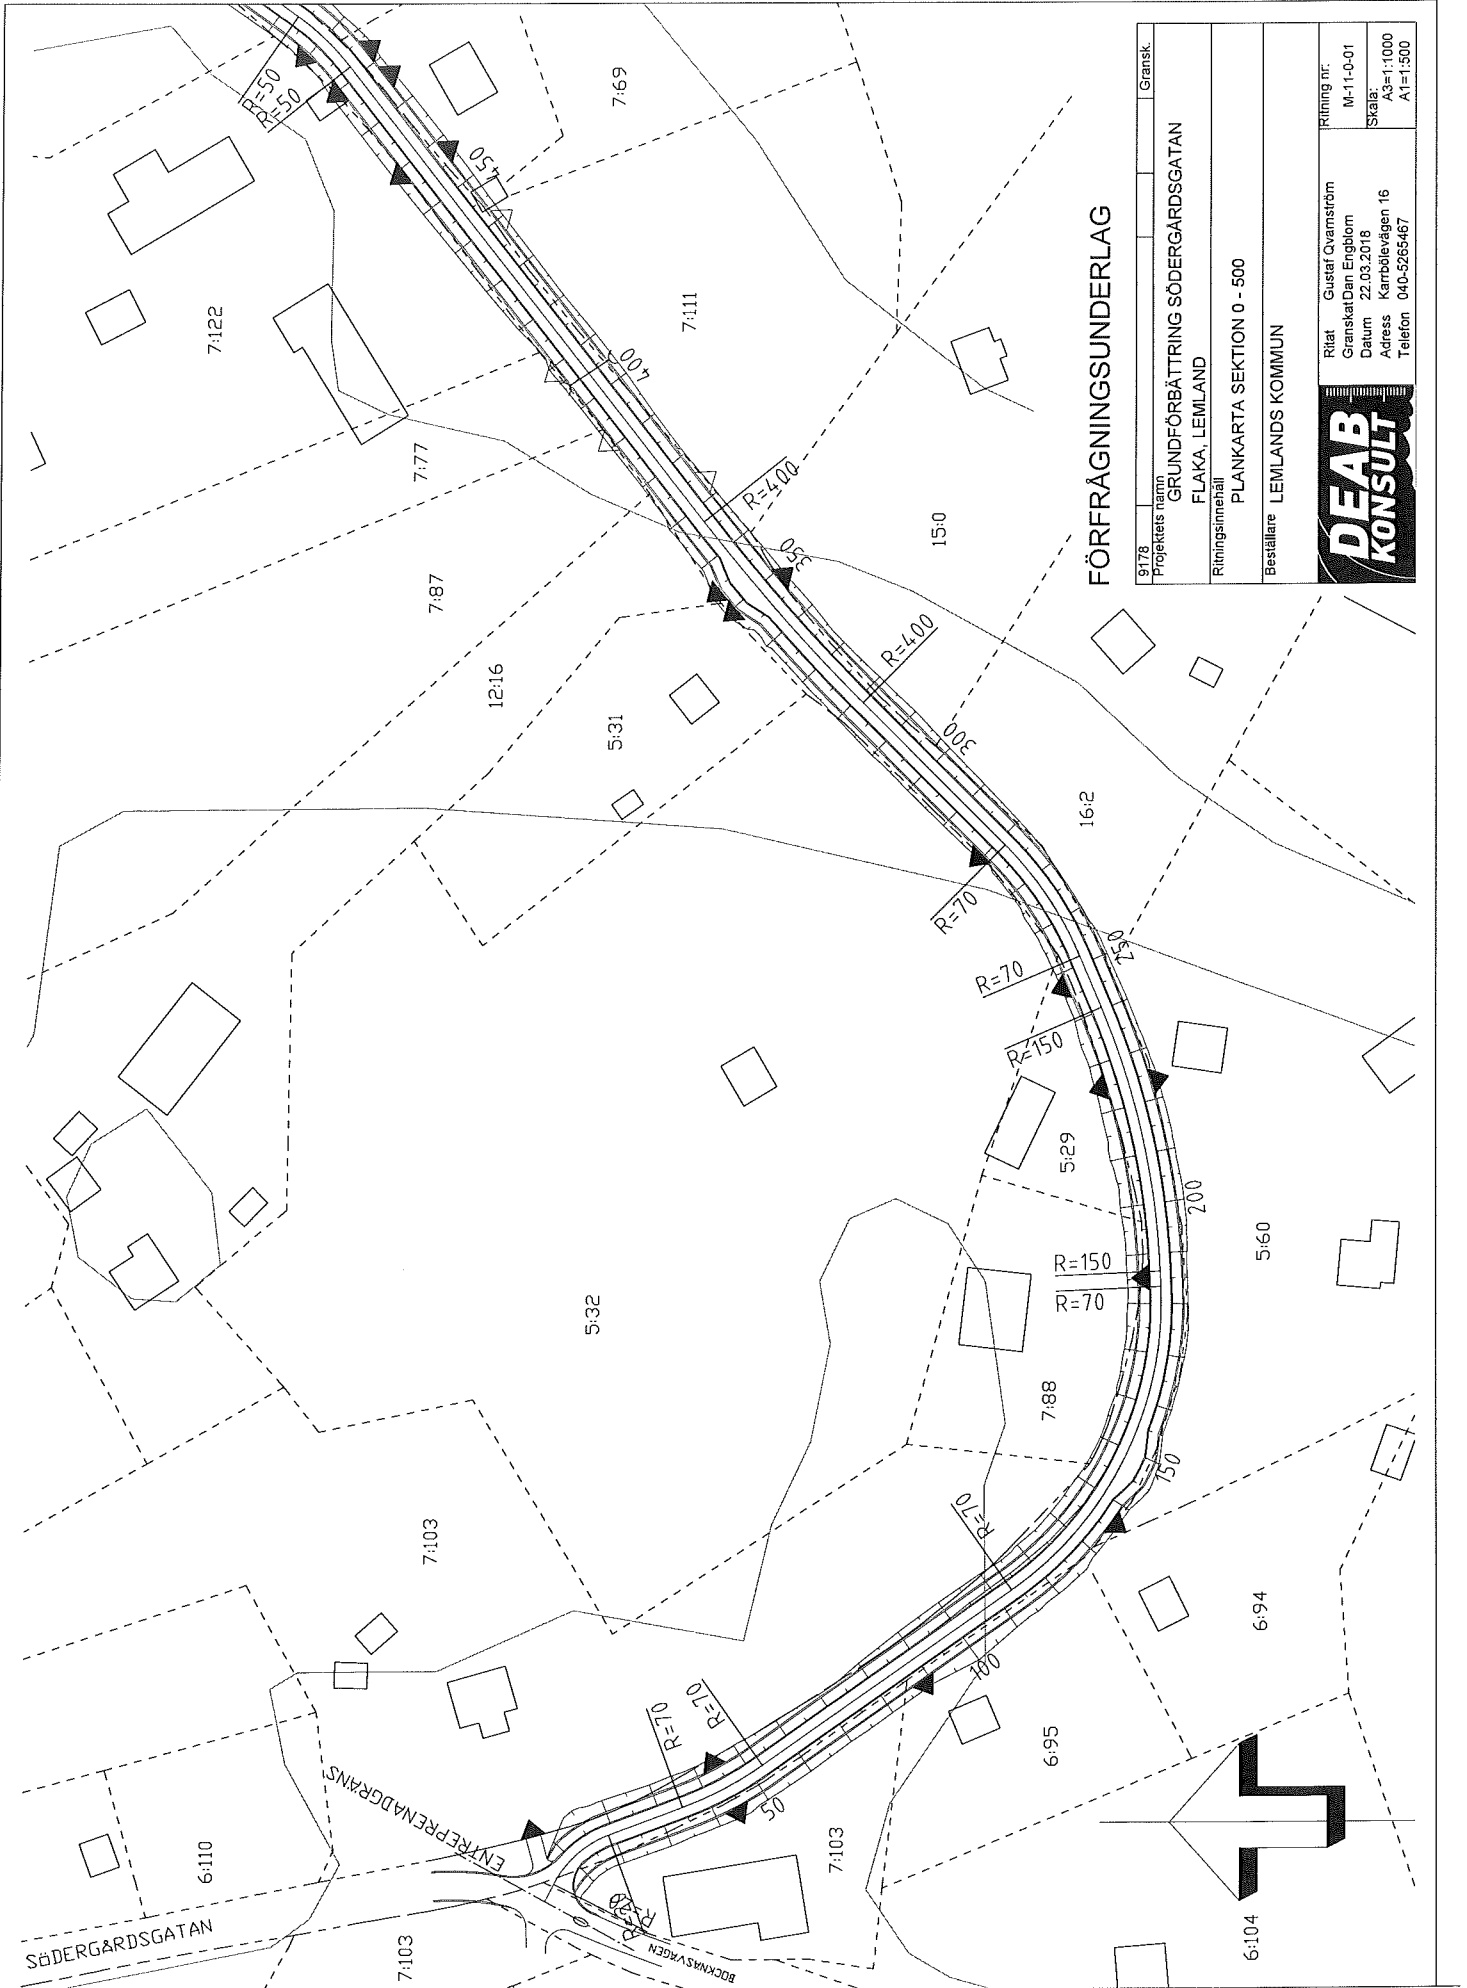 FÖRFRÅGNINGSUNDERLAG
9178
Gransk.
Projektets namn
GRUNDFÖRBÄTTRING SÖDERGÅRDSGATAN
FLAKA, LEMLAND
Ritningsinnehåll
PLANKARTA SEKTION 0 - 500
Beställare LEMLANDS KOMMUN
DEAB
KONSULT
Ritat Gustaf Qvarnström
Granskat Dan Engblom
Datum 22.03.2018
Adress Karrbölevägen 16
Telefon 040-5265467
Ritning nr:
M-11-0-01
Skala:
A3=1:1000
A1=1:500
SÖDERGÅRDSGATAN
ENTREPRENADGRÄNS
BOCKNÄSVÄGEN
6:110
7:103
7:103
7:103
6:104
6:95
6:94
5:32
7:88
5:29
5:60
16:2
5:31
12:16
7:87
7:77
7:122
15:0
7:111
7:69
50
100
150
200
250
300
350
400
450
R=70
R=70
R=70
R=70
R=150
R=150
R=70
R=70
R=400
R=400
R=50
R=50